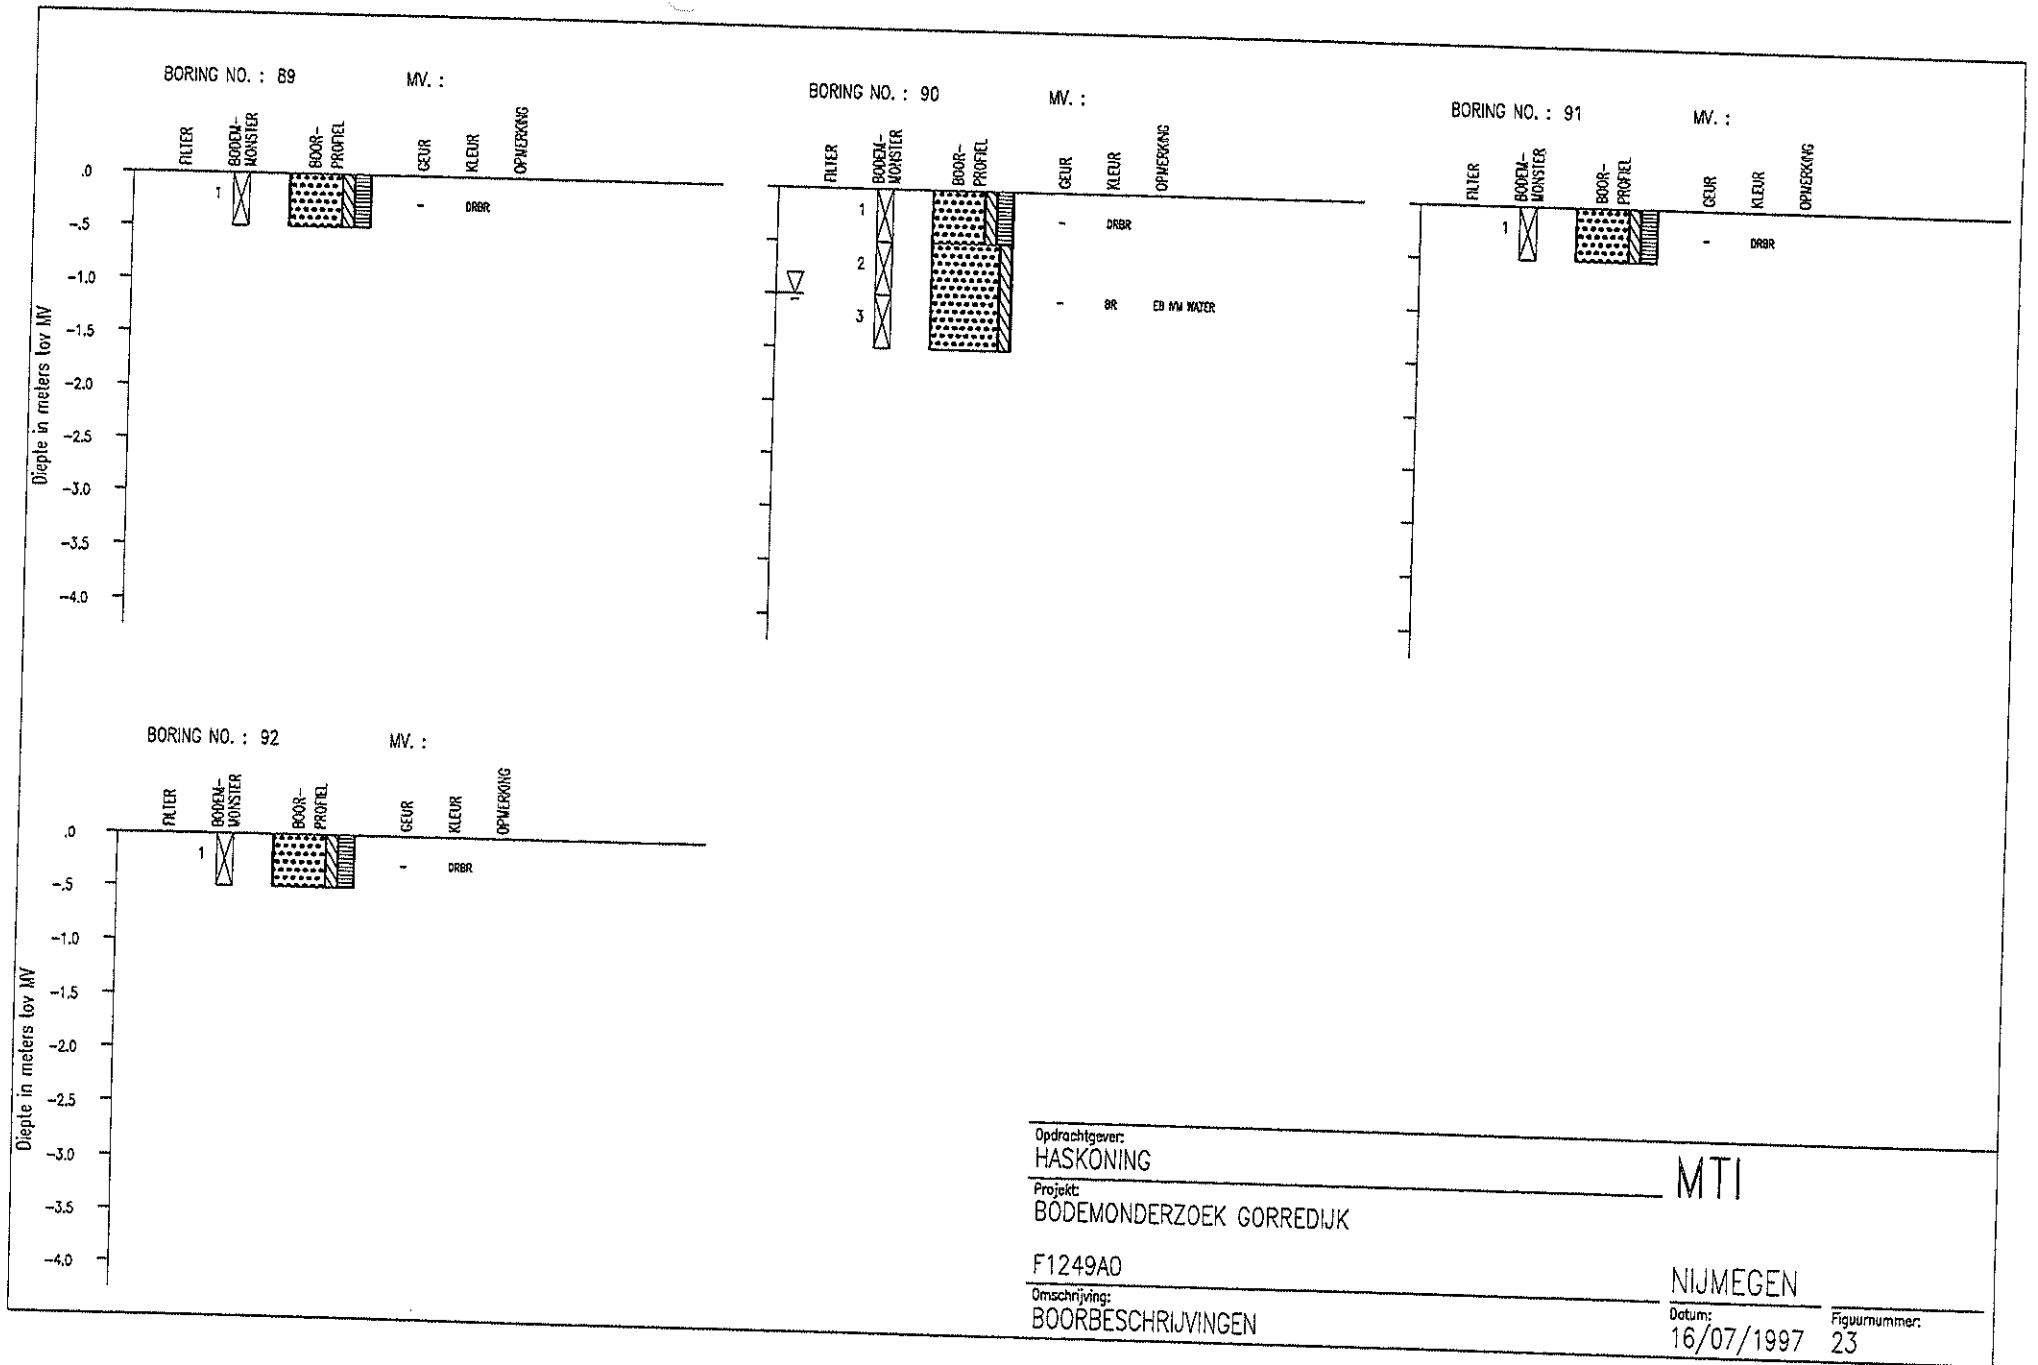 BORING NO. : 89 MV. :
FILTER
BODEM-
MONSTER
BOOR-
PROFIEL
GEUR
KLEUR
OPMERKING
.0
-.5
-1.0
-1.5
-2.0
-2.5
-3.0
-3.5
-4.0
Diepte in meters tov MV
1
- DRBR
BORING NO. : 90 MV. :
FILTER
BODEM-
MONSTER
BOOR-
PROFIEL
GEUR
KLEUR
OPMERKING
1
- DRBR
2
3
- BR EB IVM WATER
BORING NO. : 91 MV. :
FILTER
BODEM-
MONSTER
BOOR-
PROFIEL
GEUR
KLEUR
OPMERKING
1
- DRBR
BORING NO. : 92 MV. :
FILTER
BODEM-
MONSTER
BOOR-
PROFIEL
GEUR
KLEUR
OPMERKING
.0
-.5
-1.0
-1.5
-2.0
-2.5
-3.0
-3.5
-4.0
Diepte in meters tov MV
1
- DRBR
Opdrachtgever:
HASKONING
MTI
Projekt:
BODEMONDERZOEK GORREDIJK
F1249A0
NIJMEGEN
Omschrijving:
BOORBESCHRIJVINGEN
Datum:
16/07/1997
Figuurnummer:
23